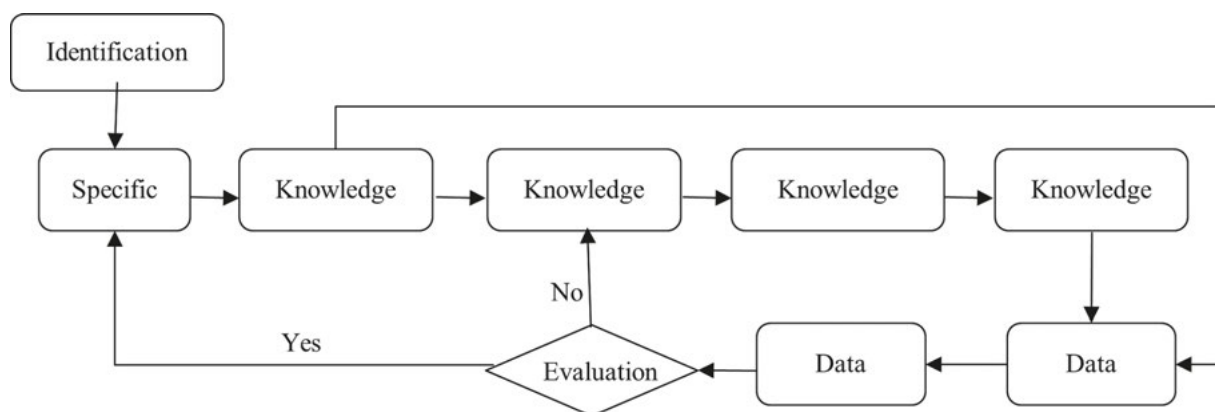 Identification
Specific
Knowledge
Knowledge
Knowledge
Knowledge
No
Yes
Evaluation
Data
Data